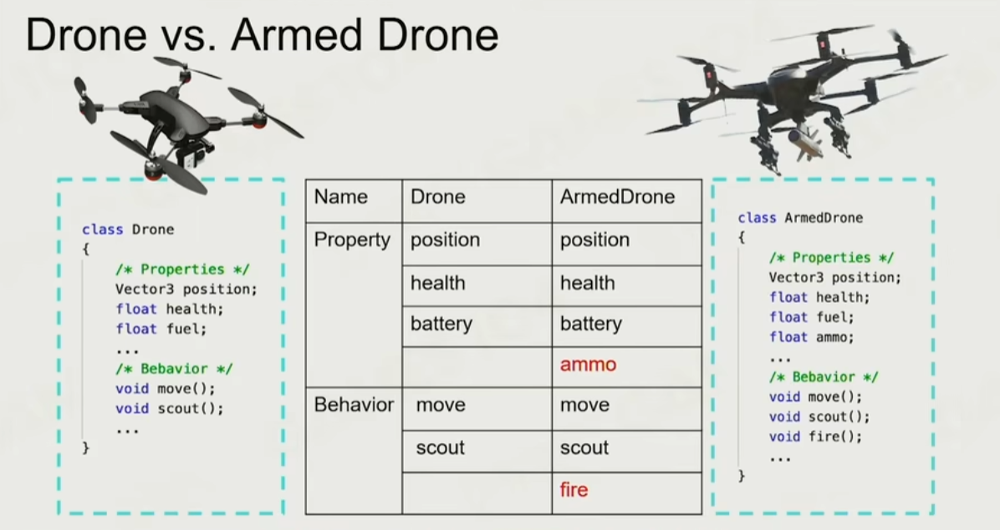 Drone vs. Armed Drone
class Drone
{
/* Properties */
Vector3 position;
float health;
float fuel;
...
/* Bebavior */
void move();
void scout();
...
}
Name Drone ArmedDrone
Property position position
health health
battery battery
ammo
Behavior move move
scout scout
fire
class ArmedDrone
{
/* Properties */
Vector3 position;
float health;
float fuel;
float ammo;
...
/* Bebavior */
void move();
void scout();
void fire();
...
}